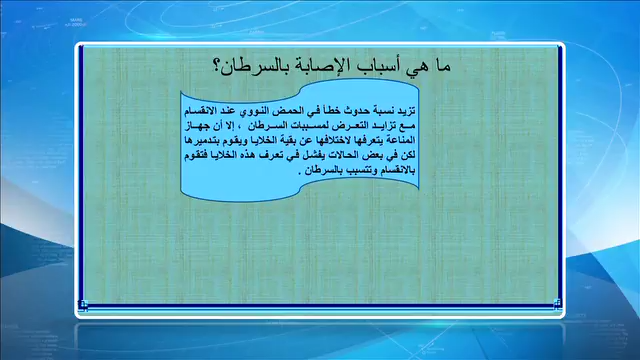 ما هي أسباب الإصابة بالسرطان؟
تزيد نسبة حدوث خطأ في الحمض النووي عند الانقسام
مع تزايد التعرض لمسببات السرطان ، إلا أن جهاز
المناعة يتعرفها لاختلافها عن بقية الخلايا ويقوم بتدميرها
لكن في بعض الحالات يفشل في تعرف هذه الخلايا فتقوم
بالانقسام وتتسبب بالسرطان .